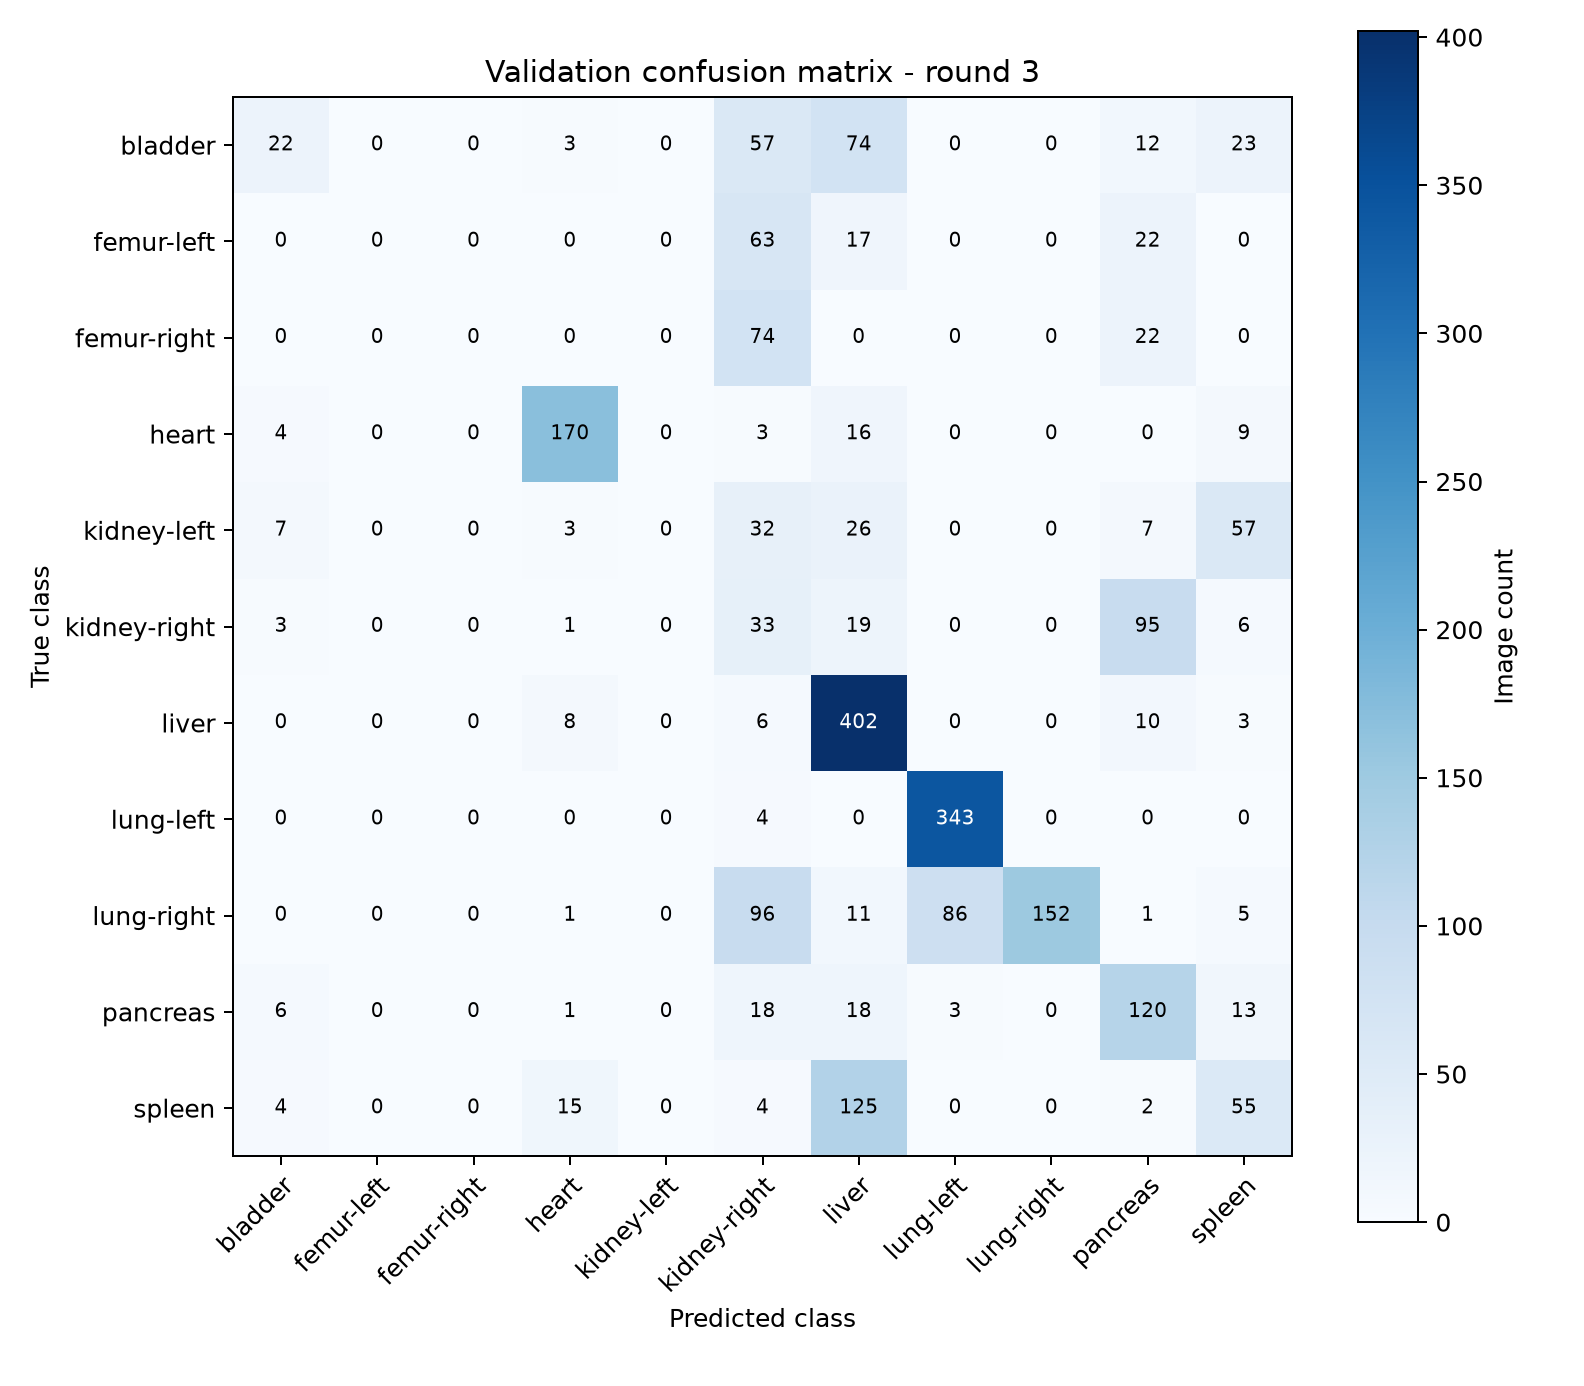 Validation confusion matrix - round 3
bladder 22 0 0 3 0 57 74 0 0 12 23
femur-left 0 0 0 0 0 63 17 0 0 22 0
femur-right 0 0 0 0 0 74 0 0 0 22 0
heart 4 0 0 170 0 3 16 0 0 0 9
kidney-left 7 0 0 3 0 32 26 0 0 7 57
kidney-right 3 0 0 1 0 33 19 0 0 95 6
liver 0 0 0 8 0 6 402 0 0 10 3
lung-left 0 0 0 0 0 4 0 343 0 0 0
lung-right 0 0 0 1 0 96 11 86 152 1 5
pancreas 6 0 0 1 0 18 18 3 0 120 13
spleen 4 0 0 15 0 4 125 0 0 2 55
bladder femur-left femur-right heart kidney-left kidney-right liver lung-left lung-right pancreas spleen
Predicted class
True class
400
350
300
250
200
150
100
50
0
Image count